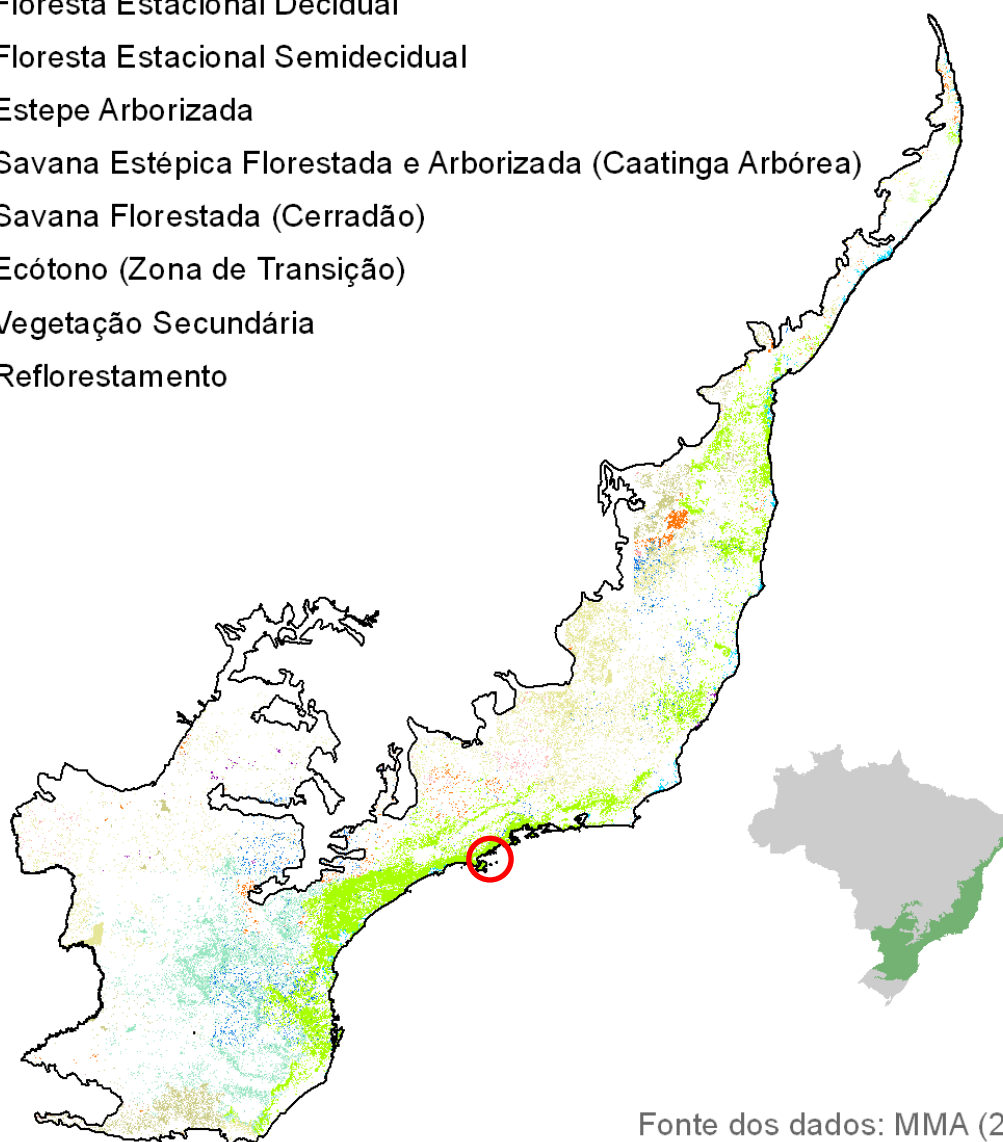 Floresta Estacional Decidual
Floresta Estacional Semidecidual
Estepe Arborizada
Savana Estépica Florestada e Arborizada (Caatinga Arbórea)
Savana Florestada (Cerradão)
Ecótono (Zona de Transição)
Vegetação Secundária
Reflorestamento
Fonte dos dados: MMA (2